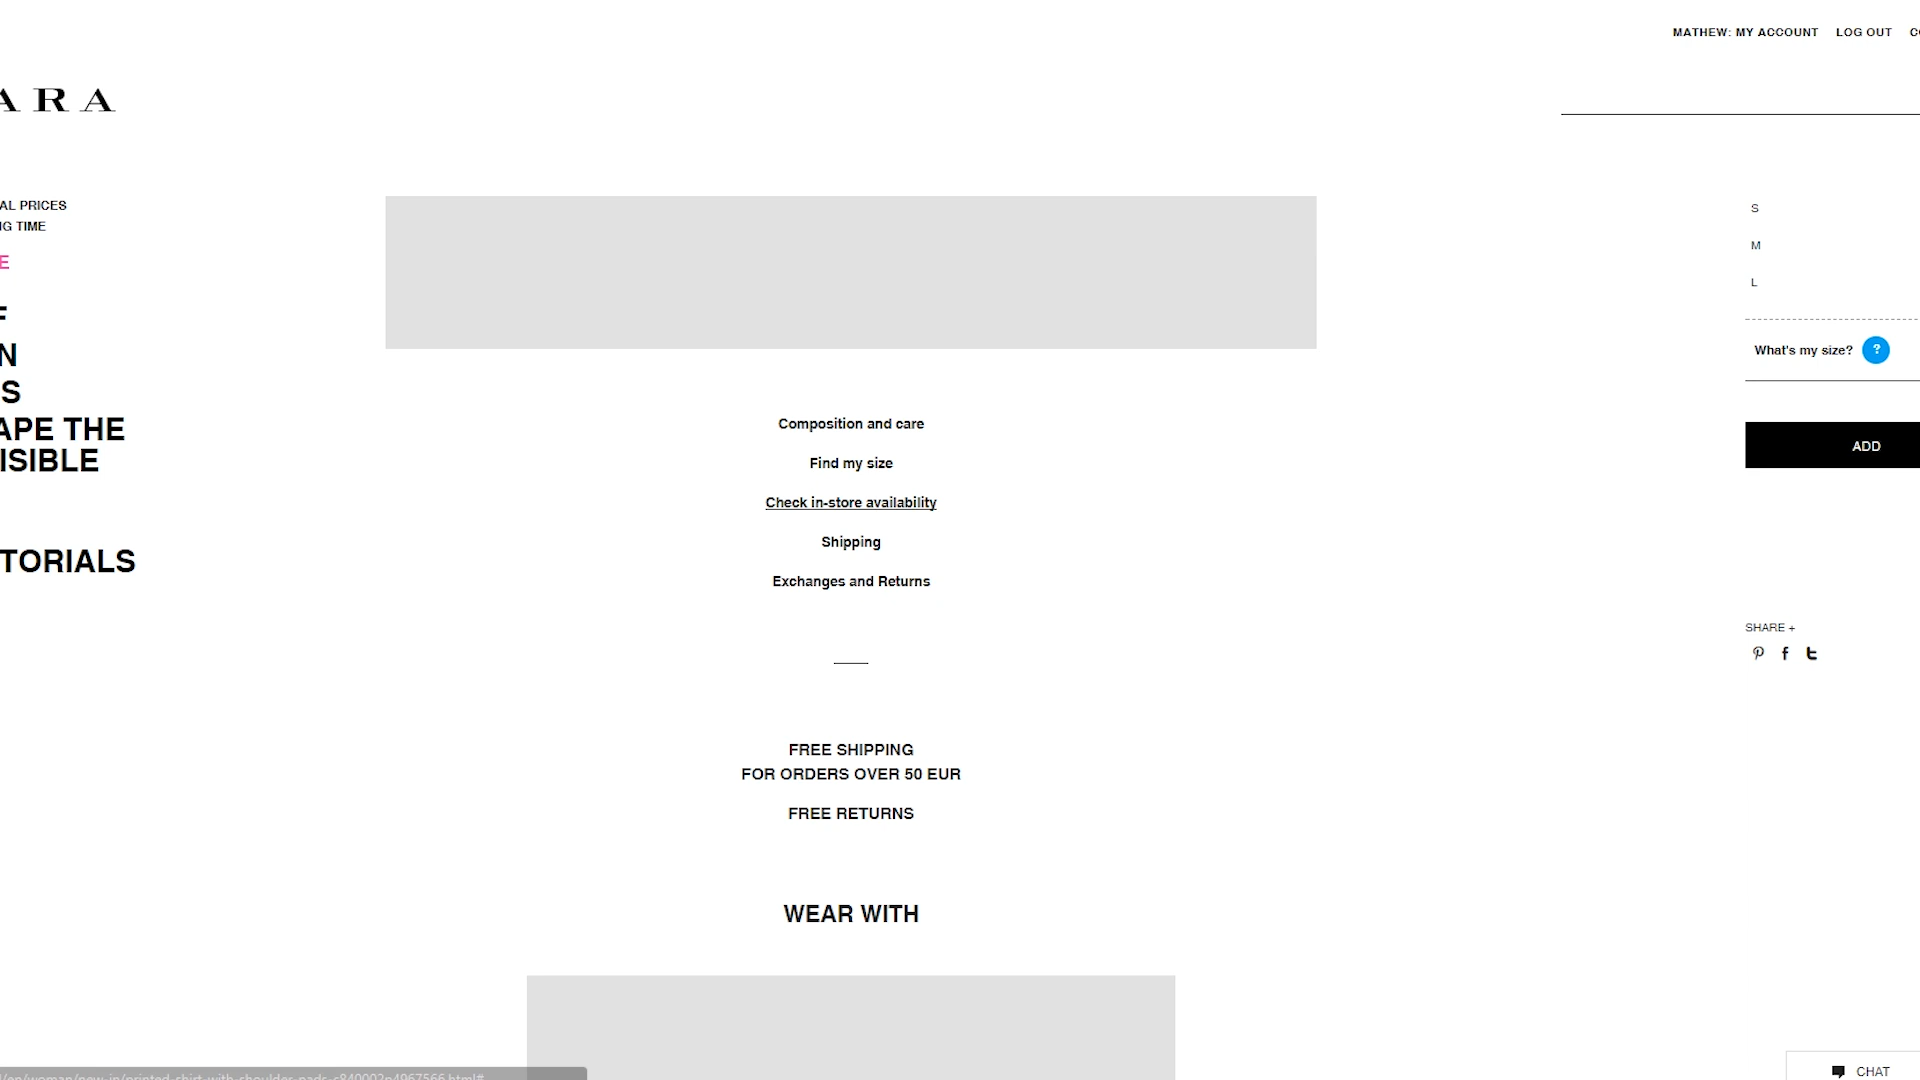 MATHEW: MY ACCOUNT LOG OUT
ARA
AL PRICES
NG TIME
E
F
N
S
APE THE
ISIBLE
TORIALS
Composition and care
Find my size
Check in-store availability
Shipping
Exchanges and Returns
FREE SHIPPING
FOR ORDERS OVER 50 EUR
FREE RETURNS
WEAR WITH
S
M
L
What's my size? ?
ADD
SHARE +
CHAT